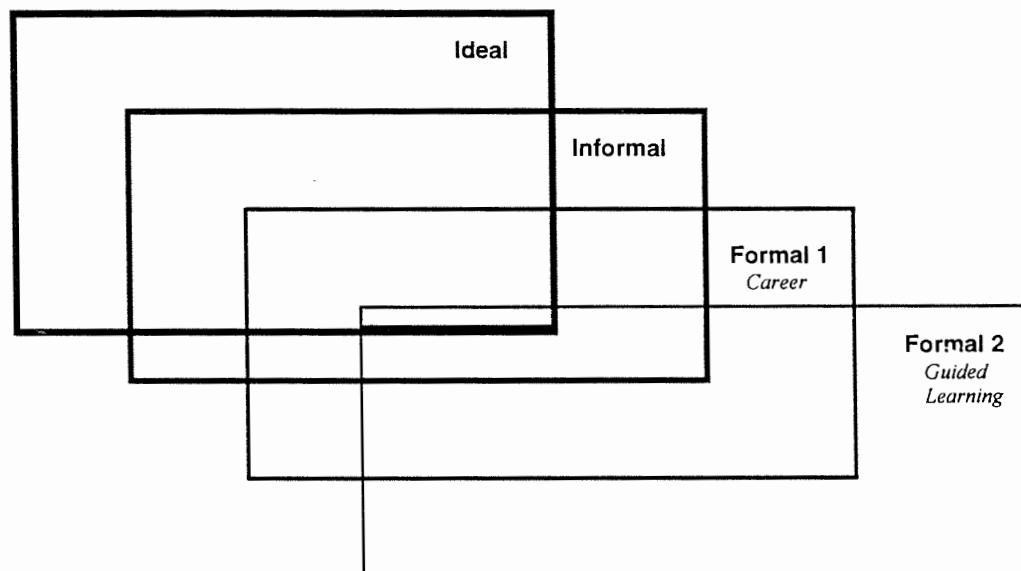 Ideal
Informal
Formal 1
Career
Formal 2
Guided
Learning